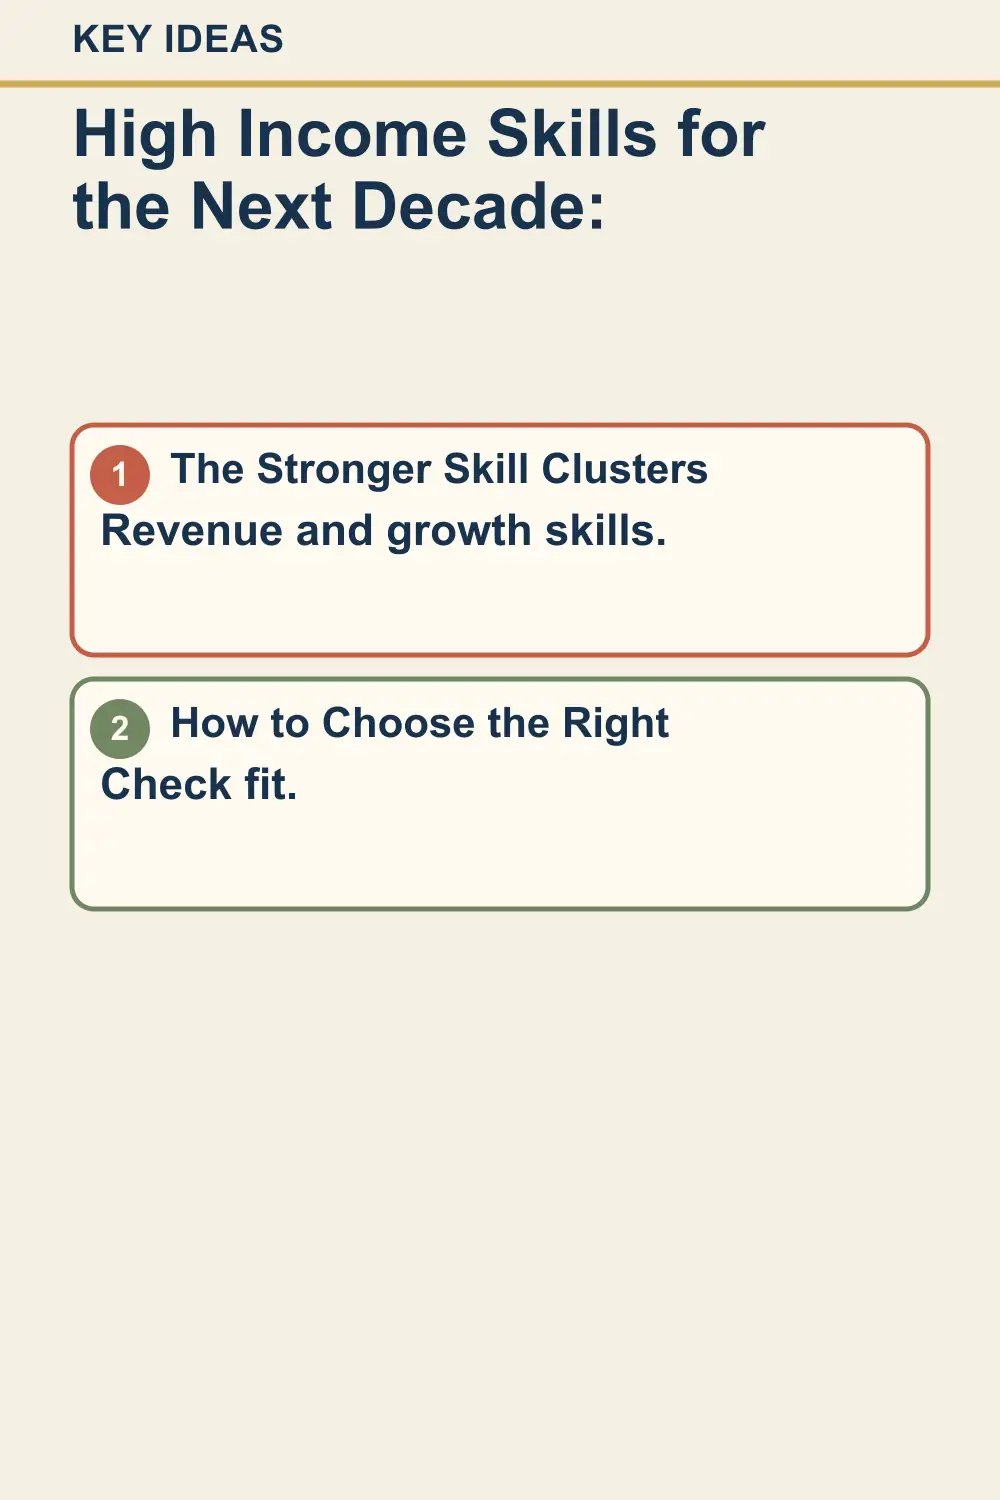 KEY IDEAS
High Income Skills for
the Next Decade:
1 The Stronger Skill Clusters
Revenue and growth skills.
2 How to Choose the Right
Check fit.